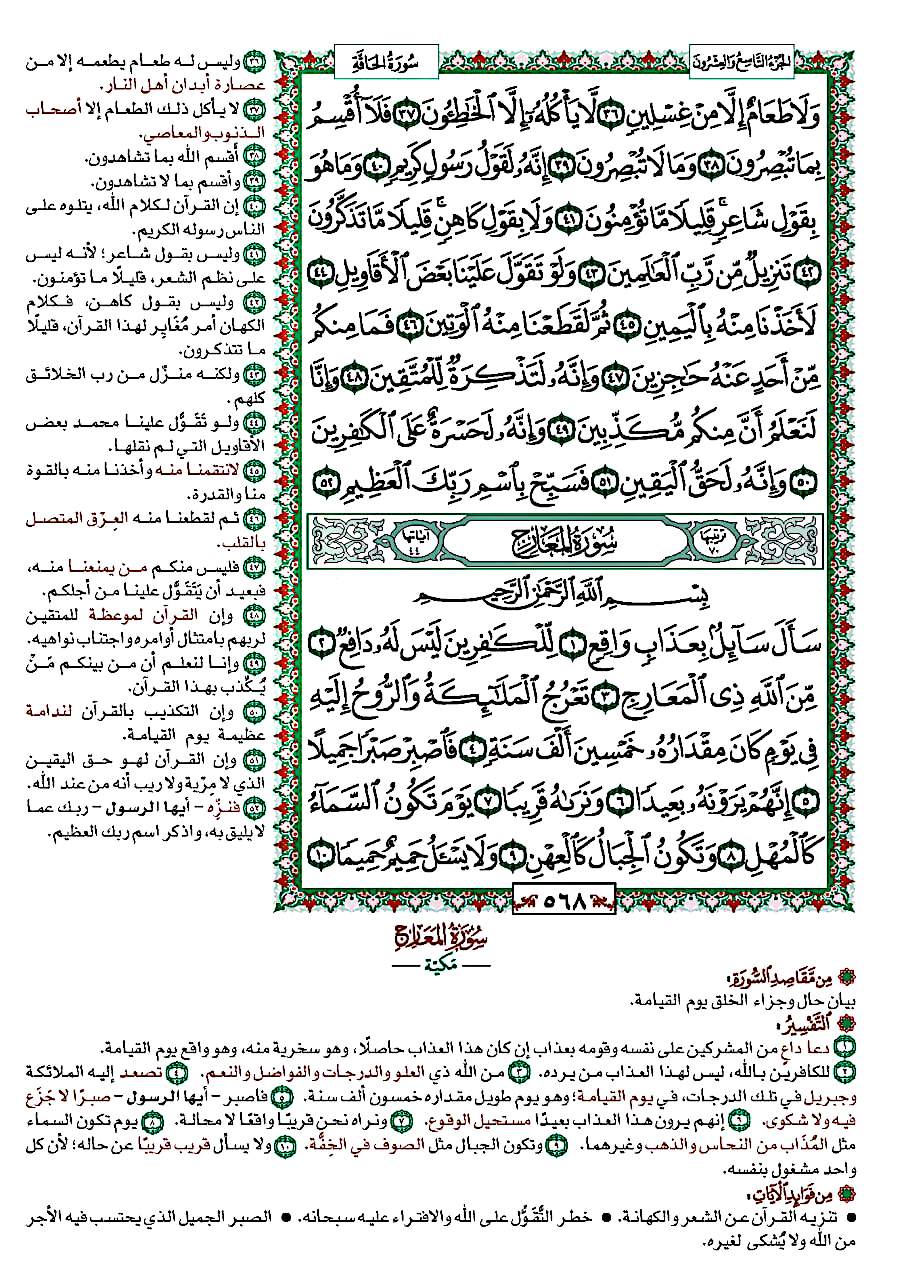 الجزء التاسع والعشرون
سورة الحاقة
وَلَا طَعَامٌ إِلَّا مِنْ غِسْلِينٍ ٣٦ لَّا يَأْكُلُهُۥٓ إِلَّا ٱلْخَٰطِـُٔونَ ٣٧ فَلَآ أُقْسِمُ
بِمَا تُبْصِرُونَ ٣٨ وَمَا لَا تُبْصِرُونَ ٣٩ إِنَّهُۥ لَقَوْلُ رَسُولٍ كَرِيمٍ ٤٠ وَمَا هُوَ
بِقَوْلِ شَاعِرٍۚ قَلِيلًا مَّا تُؤْمِنُونَ ٤١ وَلَا بِقَوْلِ كَاهِنٍۚ قَلِيلًا مَّا تَذَكَّرُونَ
٤٢ تَنزِيلٌ مِّن رَّبِّ ٱلْعَٰلَمِينَ ٤٣ وَلَوْ تَقَوَّلَ عَلَيْنَا بَعْضَ ٱلْأَقَاوِيلِ ٤٤
لَأَخَذْنَا مِنْهُ بِٱلْيَمِينِ ٤٥ ثُمَّ لَقَطَعْنَا مِنْهُ ٱلْوَتِينَ ٤٦ فَمَا مِنكُم
مِّنْ أَحَدٍ عَنْهُ حَٰجِزِينَ ٤٧ وَإِنَّهُۥ لَتَذْكِرَةٌ لِّلْمُتَّقِينَ ٤٨ وَإِنَّا
لَنَعْلَمُ أَنَّ مِنكُم مُّكَذِّبِينَ ٤٩ وَإِنَّهُۥ لَحَسْرَةٌ عَلَى ٱلْكَٰفِرِينَ
٥٠ وَإِنَّهُۥ لَحَقُّ ٱلْيَقِينِ ٥١ فَسَبِّحْ بِٱسْمِ رَبِّكَ ٱلْعَظِيمِ ٥٢
ترتيبها ٧٠ سورة المعارج آياتها ٤٤
بِسْمِ ٱللَّهِ ٱلرَّحْمَٰنِ ٱلرَّحِيمِ
سَأَلَ سَآئِلٌۢ بِعَذَابٍ وَاقِعٍ ١ لِّلْكَٰفِرِينَ لَيْسَ لَهُۥ دَافِعٌ ٢
مِّنَ ٱللَّهِ ذِى ٱلْمَعَارِجِ ٣ تَعْرُجُ ٱلْمَلَٰٓئِكَةُ وَٱلرُّوحُ إِلَيْهِ
فِى يَوْمٍ كَانَ مِقْدَارُهُۥ خَمْسِينَ أَلْفَ سَنَةٍ ٤ فَٱصْبِرْ صَبْرًا جَمِيلًا
٥ إِنَّهُمْ يَرَوْنَهُۥ بَعِيدًا ٦ وَنَرَىٰهُ قَرِيبًا ٧ يَوْمَ تَكُونُ ٱلسَّمَآءُ
كَٱلْمُهْلِ ٨ وَتَكُونُ ٱلْجِبَالُ كَٱلْعِهْنِ ٩ وَلَا يَسْـَٔلُ حَمِيمٌ حَمِيمًا ١٠
٥٦٨
٣٦ وليس له طعام يطعمه إلا من
عصارة أبدان أهل النار.
٣٧ لا يأكل ذلك الطعام إلا أصحاب
الذنوب والمعاصي.
٣٨ أقسم الله بما تشاهدون.
٣٩ وأقسم بما لا تشاهدون.
٤٠ إن القرآن لكلام الله، يتلوه على
الناس رسوله الكريم.
٤١ وليس بقول شاعر؛ لأنه ليس
على نظم الشعر، قليلًا ما تؤمنون.
٤٢ وليس بقول كاهن، فكلام
الكهان أمر مُغَاير لهذا القرآن، قليلًا
ما تتذكرون.
٤٣ ولكنه منزّل من رب الخلائق
كلهم.
٤٤ ولو تَقَوَّل علينا محمد بعض
الأقاويل التي لم نقلها.
٤٥ لانتقمنا منه وأخذنا منه بالقوة
منا والقدرة.
٤٦ ثم لقطعنا منه العِرْق المتصل
بالقلب.
٤٧ فليس منكم من يمنعنا منه،
فبعيد أن يَتَقَوَّل علينا من أجلكم.
٤٨ وإن القرآن لموعظة للمتقين
لربهم بامتثال أوامره واجتناب نواهيه.
٤٩ وإنا لنعلم أن من بينكم مَنْ
يُكذب بهذا القرآن.
٥٠ وإن التكذيب بالقرآن لندامة
عظيمة يوم القيامة.
٥١ وإن القرآن لهو حق اليقين
الذي لا مِرْية ولا ريب أنه من عند الله.
٥٢ فنزِّه - أيها الرسول - ربك عما
لا يليق به، واذكر اسم ربك العظيم.
سورة المعارج
مكية
من مقاصد السورة:
بيان حال وجزاء الخلق يوم القيامة.
التفسير:
١ دعا داعٍ من المشركين على نفسه وقومه بعذاب إن كان هذا العذاب حاصلًا، وهو سخرية منه، وهو واقع يوم القيامة.
٢ للكافرين بالله، ليس لهذا العذاب من يرده. ٣ من الله ذي العلو والدرجات والفواضل والنعم. ٤ تصعد إليه الملائكة
وجبريل في تلك الدرجات، في يوم القيامة؛ وهو يوم طويل مقداره خمسون ألف سنة. ٥ فاصبر - أيها الرسول - صبرًا لا جَزَع
فيه ولا شكوى. ٦ إنهم يرون هذا العذاب بعيدًا مستحيل الوقوع. ٧ ونراه نحن قريبًا واقعًا لا محالة. ٨ يوم تكون السماء
مثل المُذَاب من النحاس والذهب وغيرهما. ٩ وتكون الجبال مثل الصوف في الخِفَّة. ١٠ ولا يسأل قريب قريبًا عن حاله؛ لأن كل
واحد مشغول بنفسه.
من فوائد الآيات:
● تنزيه القرآن عن الشعر والكهانة. ● خطر التَّقَوُّل على الله والافتراء عليه سبحانه. ● الصبر الجميل الذي يحتسب فيه الأجر
من الله ولا يُشكى لغيره.